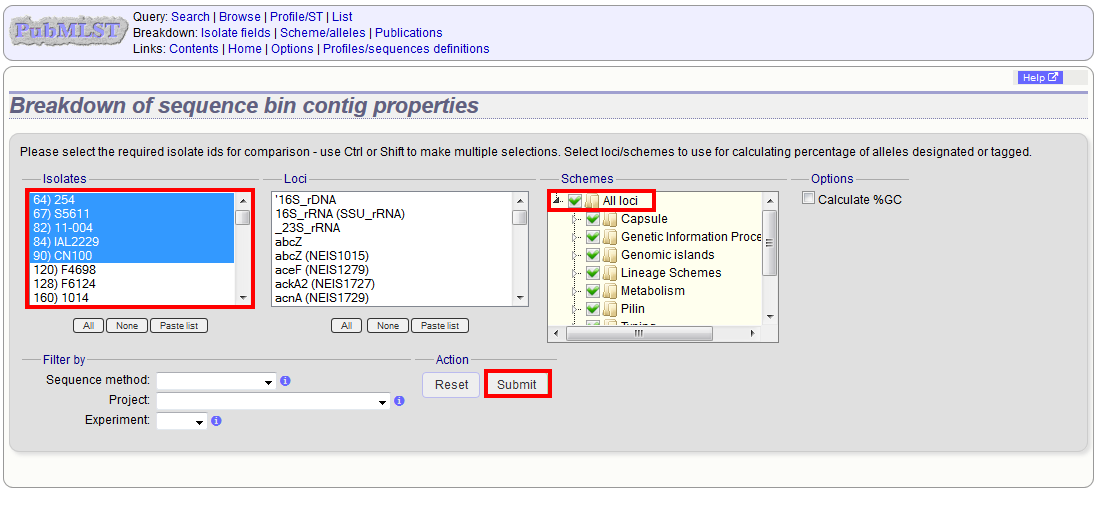 PubMLST
Query: Search | Browse | Profile/ST | List
Breakdown: Isolate fields | Scheme/alleles | Publications
Links: Contents | Home | Options | Profiles/sequences definitions
Help
Breakdown of sequence bin contig properties
Please select the required isolate ids for comparison - use Ctrl or Shift to make multiple selections. Select loci/schemes to use for calculating percentage of alleles designated or tagged.
Isolates
64) 254
67) S5611
82) 11-004
84) IAL2229
90) CN100
120) F4698
128) F6124
160) 1014
All None Paste list
Loci
'16S_rDNA
16S_rRNA (SSU_rRNA)
_23S_rRNA
abcZ
abcZ (NEIS1015)
aceF (NEIS1279)
ackA2 (NEIS1727)
acnA (NEIS1729)
All None Paste list
Schemes
All loci
Capsule
Genetic Information Proce
Genomic islands
Lineage Schemes
Metabolism
Pilin
Options
Calculate %GC
Filter by
Sequence method:
Project:
Experiment:
Action
Reset Submit